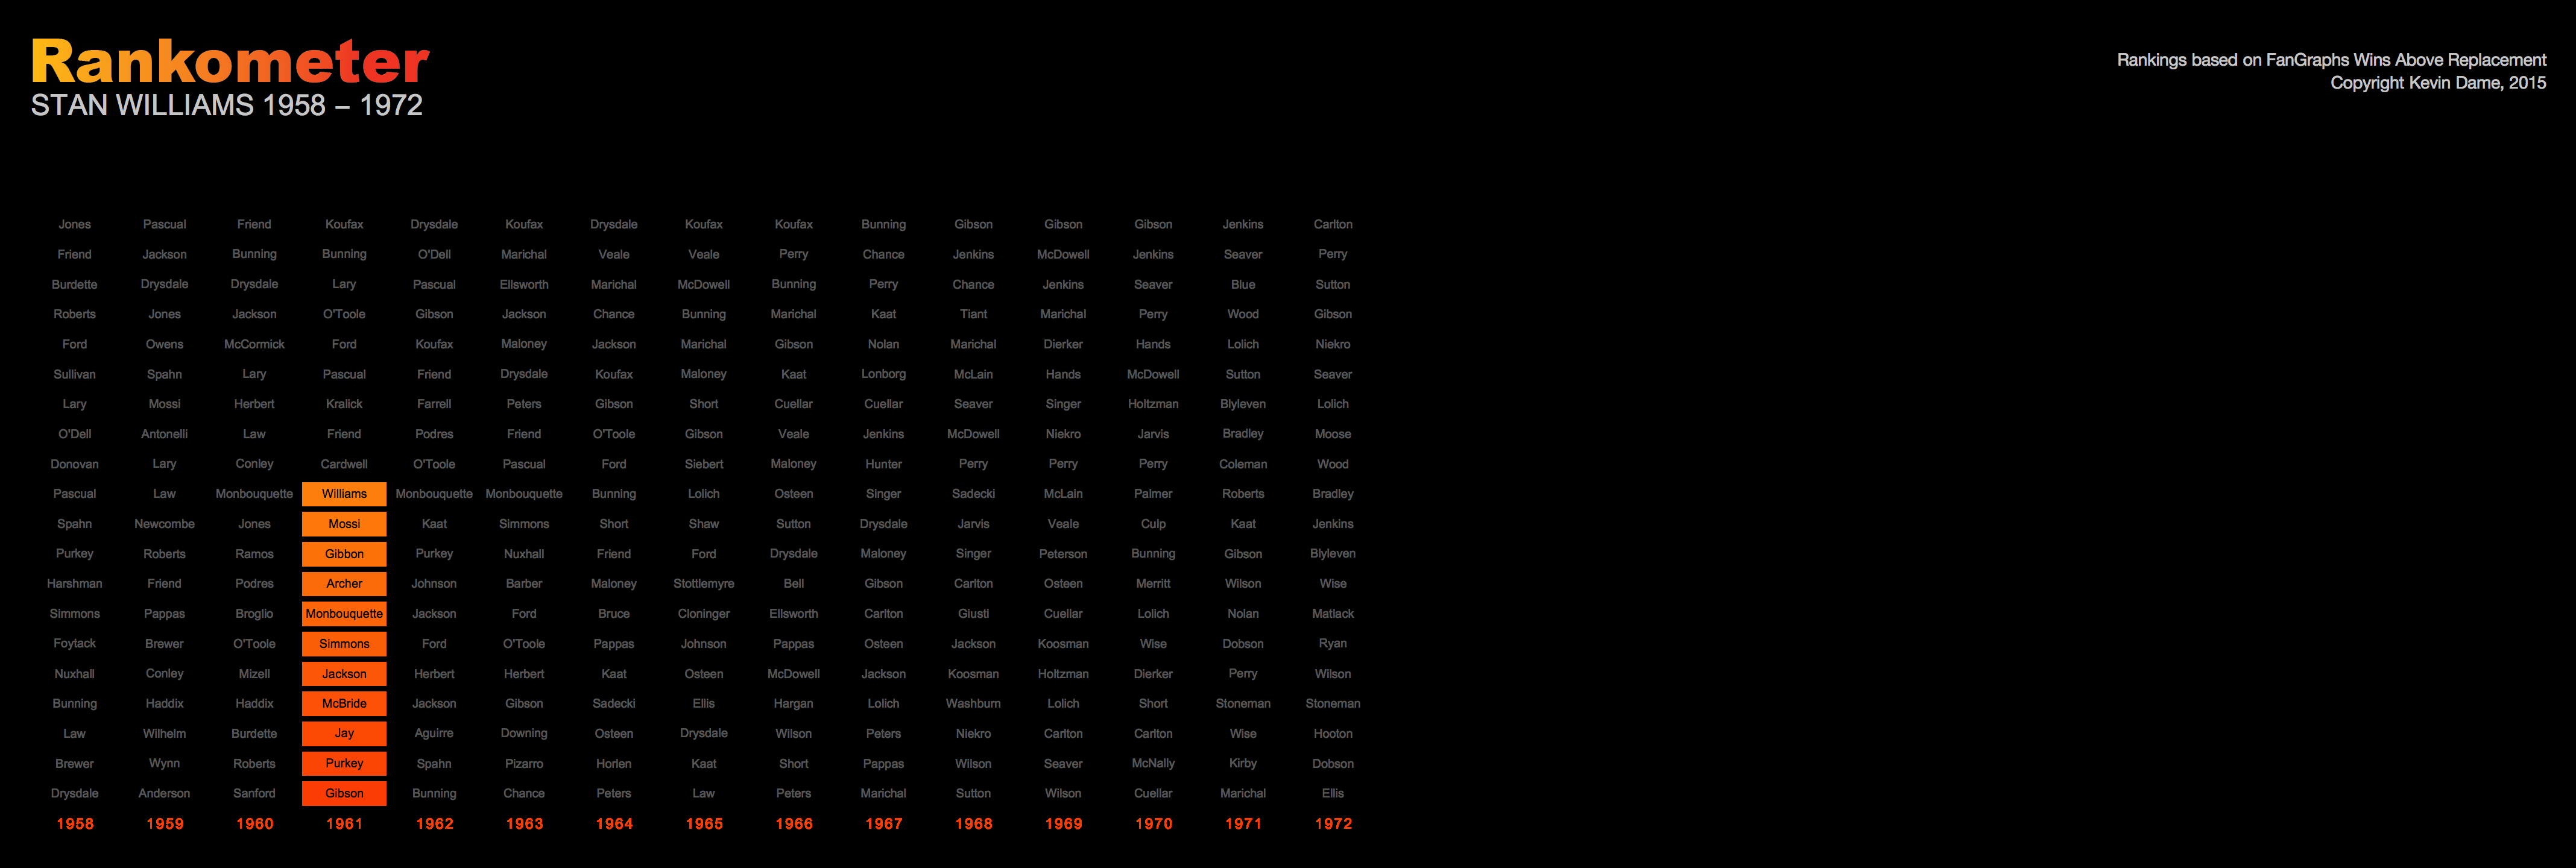 Rankometer
STAN WILLIAMS 1958 – 1972
Rankings based on FanGraphs Wins Above Replacement
Copyright Kevin Dame, 2015
Jones Pascual Friend Koufax Drysdale Koufax Drysdale Koufax Koufax Bunning Gibson Gibson Gibson Jenkins Carlton
Friend Jackson Bunning Bunning O'Dell Marichal Veale Veale Perry Chance Jenkins McDowell Jenkins Seaver Perry
Burdette Drysdale Drysdale Lary Pascual Ellsworth Marichal McDowell Bunning Perry Chance Jenkins Seaver Blue Sutton
Roberts Jones Jackson O'Toole Gibson Jackson Chance Bunning Marichal Kaat Tiant Marichal Perry Wood Gibson
Ford Owens McCormick Ford Koufax Maloney Jackson Marichal Gibson Nolan Marichal Dierker Hands Lolich Niekro
Sullivan Spahn Lary Pascual Friend Drysdale Koufax Maloney Kaat Lonborg McLain Hands McDowell Sutton Seaver
Lary Mossi Herbert Kralick Farrell Peters Gibson Short Cuellar Cuellar Seaver Singer Holtzman Blyleven Lolich
O'Dell Antonelli Law Friend Podres Friend O'Toole Gibson Veale Jenkins McDowell Niekro Jarvis Bradley Moose
Donovan Lary Conley Cardwell O'Toole Pascual Ford Siebert Maloney Hunter Perry Perry Perry Coleman Wood
Pascual Law Monbouquette Williams Monbouquette Monbouquette Bunning Lolich Osteen Singer Sadecki McLain Palmer Roberts Bradley
Spahn Newcombe Jones Mossi Kaat Simmons Short Shaw Sutton Drysdale Jarvis Veale Culp Kaat Jenkins
Purkey Roberts Ramos Gibbon Purkey Nuxhall Friend Ford Drysdale Maloney Singer Peterson Bunning Gibson Blyleven
Harshman Friend Podres Archer Johnson Barber Maloney Stottlemyre Bell Gibson Carlton Osteen Merritt Wilson Wise
Simmons Pappas Broglio Monbouquette Jackson Ford Bruce Cloninger Ellsworth Carlton Giusti Cuellar Lolich Nolan Matlack
Foytack Brewer O'Toole Simmons Ford O'Toole Pappas Johnson Pappas Osteen Jackson Koosman Wise Dobson Ryan
Nuxhall Conley Mizell Jackson Herbert Herbert Kaat Osteen McDowell Jackson Koosman Holtzman Dierker Perry Wilson
Bunning Haddix Haddix McBride Jackson Gibson Sadecki Ellis Hargan Lolich Washburn Lolich Short Stoneman Stoneman
Law Wilhelm Burdette Jay Aguirre Downing Osteen Drysdale Wilson Peters Niekro Carlton Carlton Wise Hooton
Brewer Wynn Roberts Purkey Spahn Pizarro Horlen Kaat Short Pappas Wilson Seaver McNally Kirby Dobson
Drysdale Anderson Sanford Gibson Bunning Chance Peters Law Peters Marichal Sutton Wilson Cuellar Marichal Ellis
1958 1959 1960 1961 1962 1963 1964 1965 1966 1967 1968 1969 1970 1971 1972